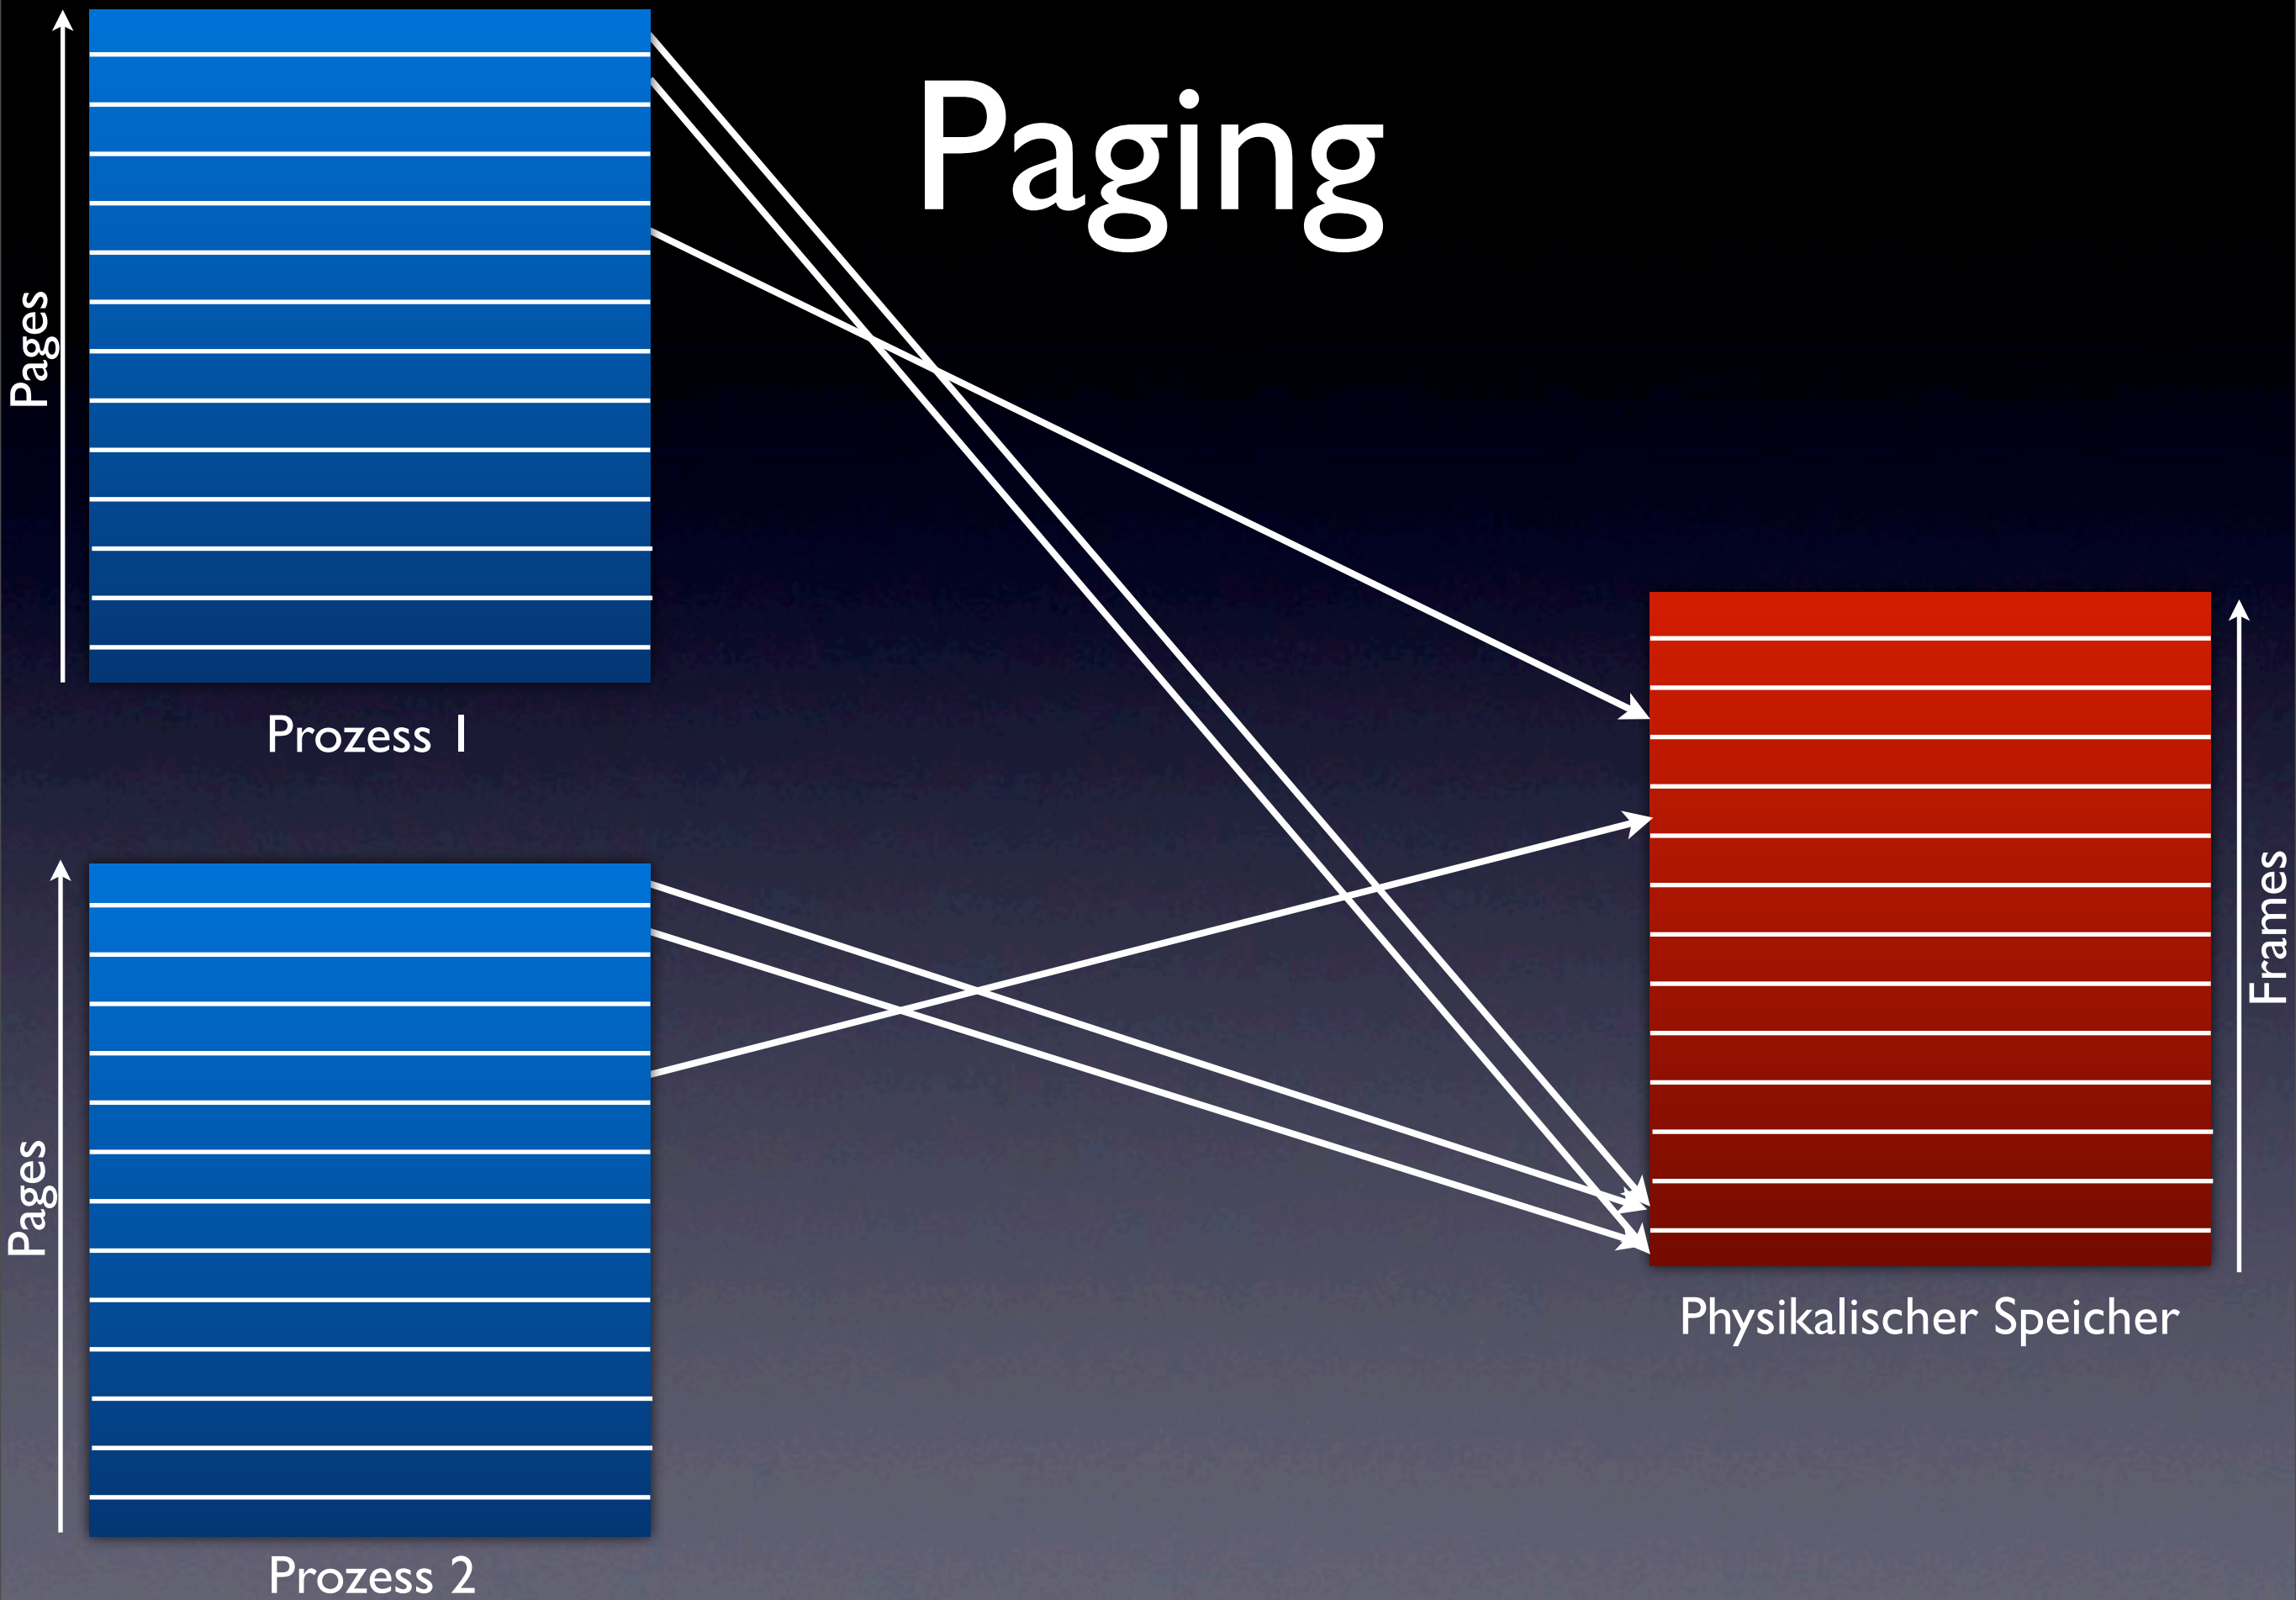 Paging
Pages
Prozess 1
Pages
Prozess 2
Frames
Physikalischer Speicher